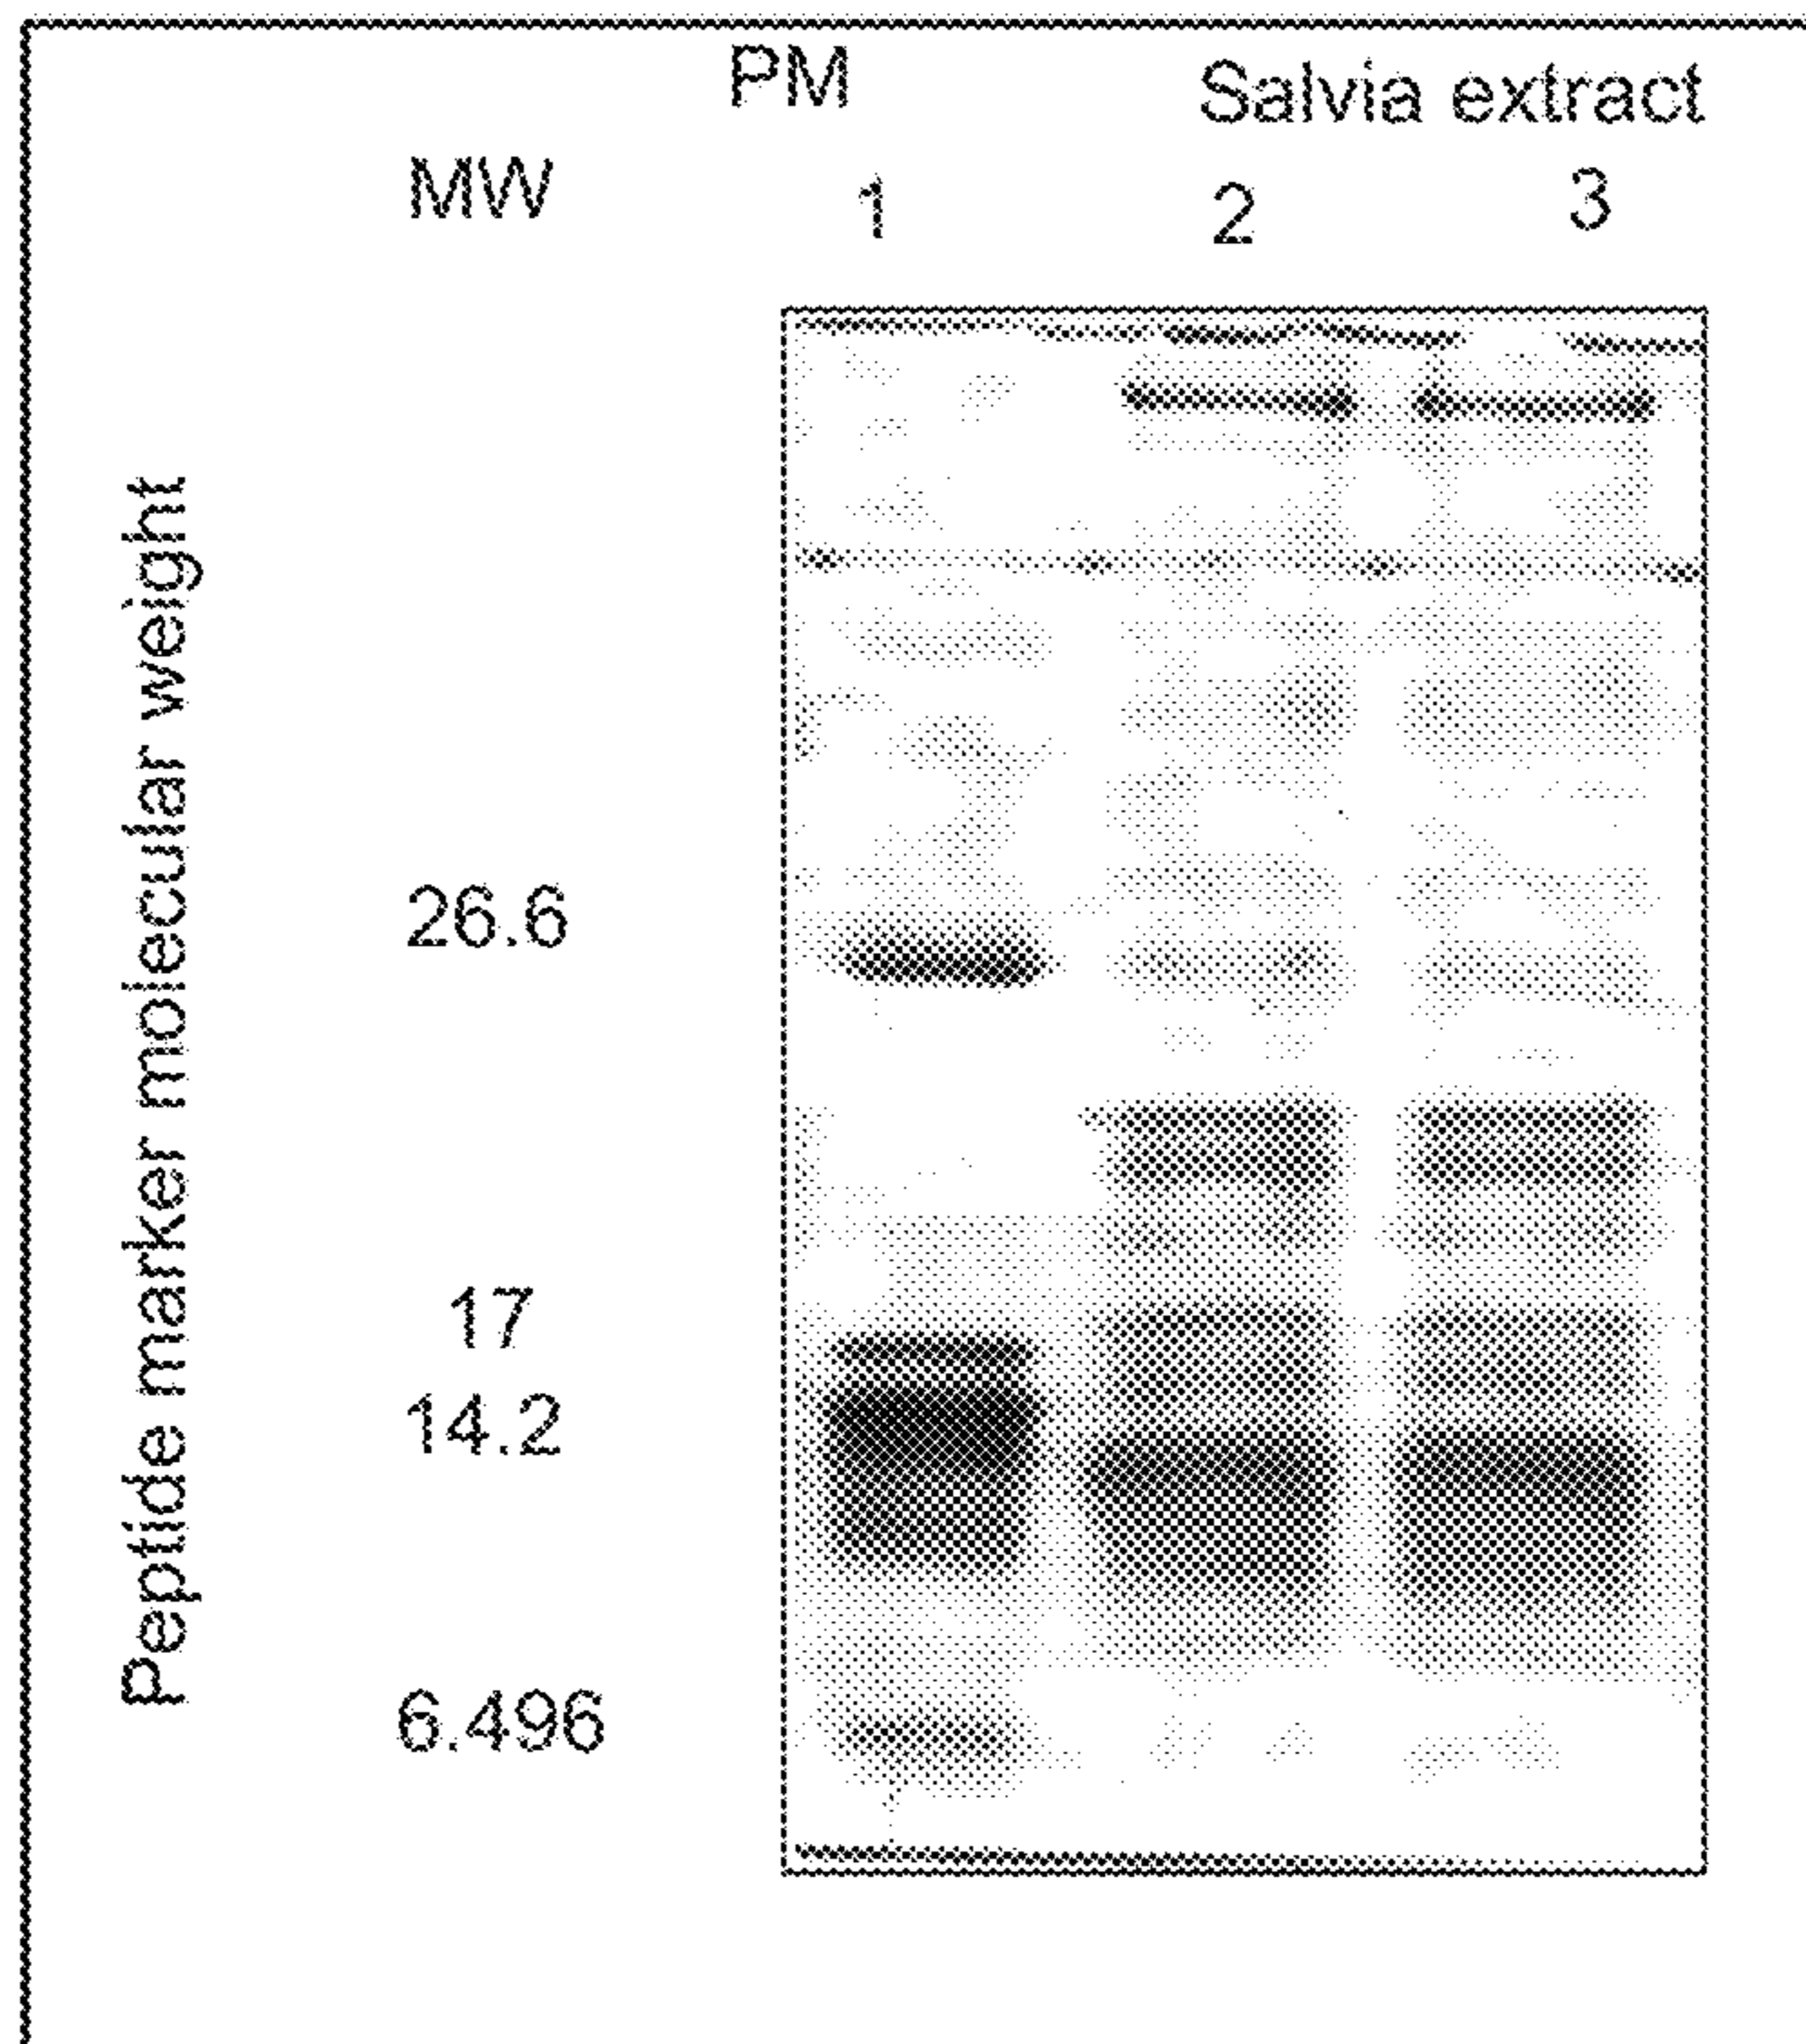 PM
Salvia extract
MW
1
2
3
Peptide marker molecular weight
26.6
17
14.2
6.496